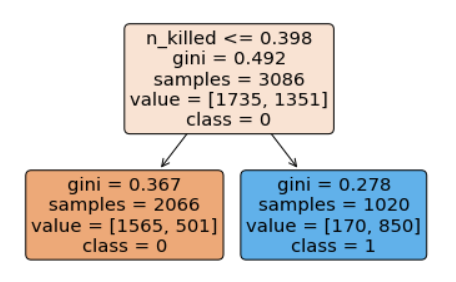 n_killed <= 0.398
gini = 0.492
samples = 3086
value = [1735, 1351]
class = 0
gini = 0.367
samples = 2066
value = [1565, 501]
class = 0
gini = 0.278
samples = 1020
value = [170, 850]
class = 1